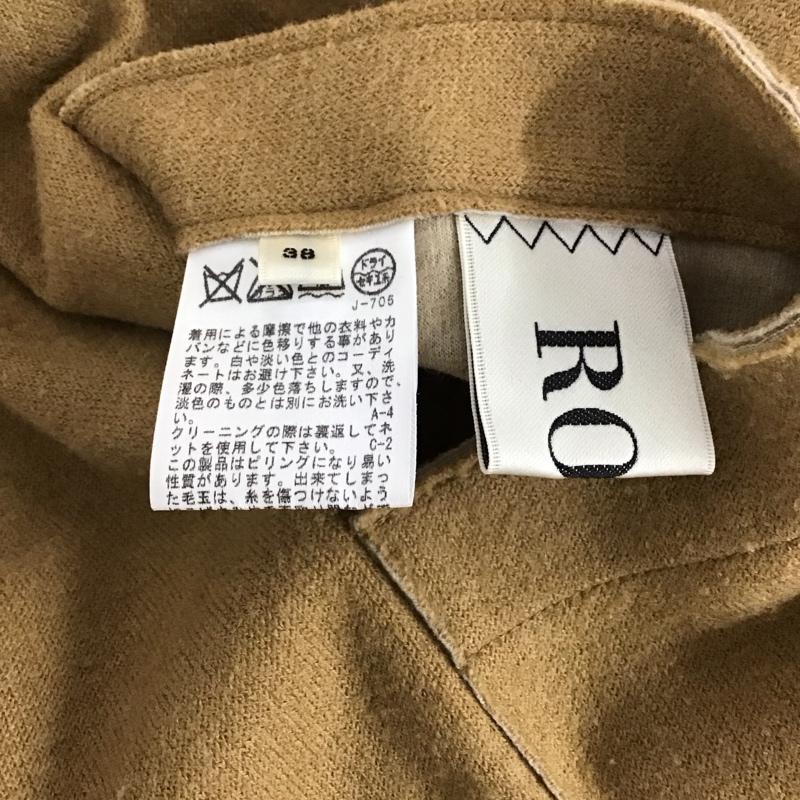 38
ドライ
セキユ系
J-705
着用による摩擦で他の衣料やカ
バンなどに色移りする事があり
ます。白や淡い色とのコーディ
ネートはお避け下さい。又、洗
濯の際、多少色落ちしますので、
淡色のものとは別にお洗い下さ
い。 A-4
クリーニングの際は裏返してネ
ットを使用して下さい。 C-2
この製品はピリングになり易い
性質があります。出来てしまっ
た毛玉は、糸を傷つけないよう
RO